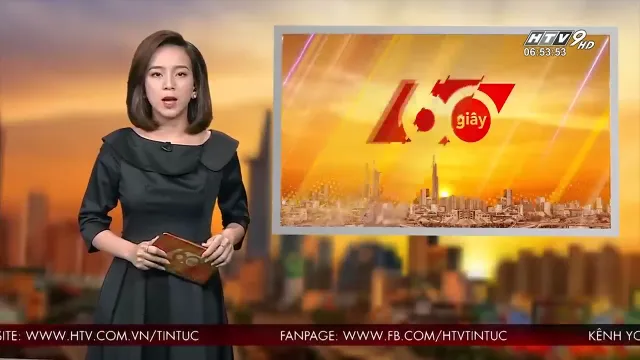 HTV9 HD
06:53:53
60 giây
SITE: WWW.HTV.COM.VN/TINTUC FANPAGE: WWW.FB.COM/HTVTINTUC KÊNH YO